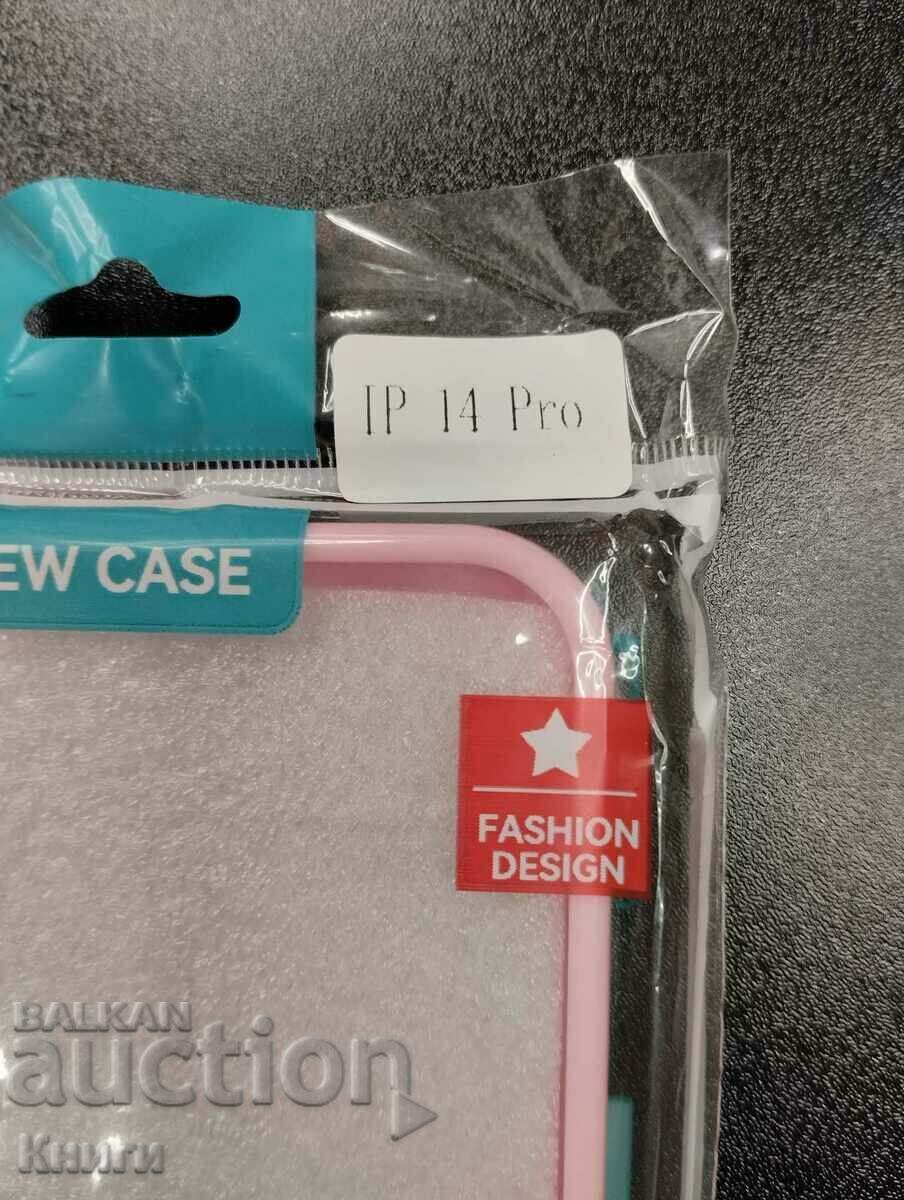 IP 14 Pro
EW CASE
FASHION
DESIGN
BALKAN
auction
Книги